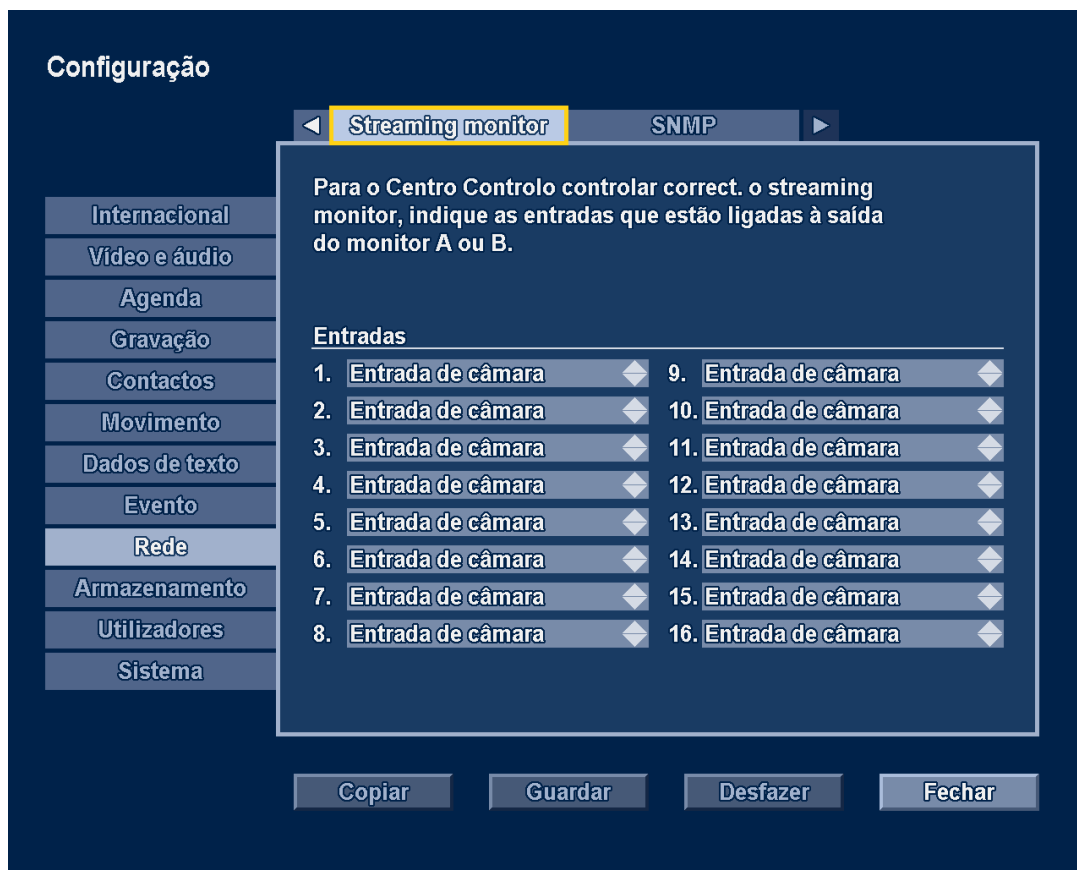 Configuração
Streaming monitor
SNMP
Para o Centro Controlo controlar correct. o streaming
monitor, indique as entradas que estão ligadas à saída
do monitor A ou B.
Internacional
Vídeo e áudio
Agenda
Gravação
Contactos
Movimento
Dados de texto
Evento
Rede
Armazenamento
Utilizadores
Sistema
Entradas
1. Entrada de câmara
2. Entrada de câmara
3. Entrada de câmara
4. Entrada de câmara
5. Entrada de câmara
6. Entrada de câmara
7. Entrada de câmara
8. Entrada de câmara
9. Entrada de câmara
10. Entrada de câmara
11. Entrada de câmara
12. Entrada de câmara
13. Entrada de câmara
14. Entrada de câmara
15. Entrada de câmara
16. Entrada de câmara
Copiar
Guardar
Desfazer
Fechar